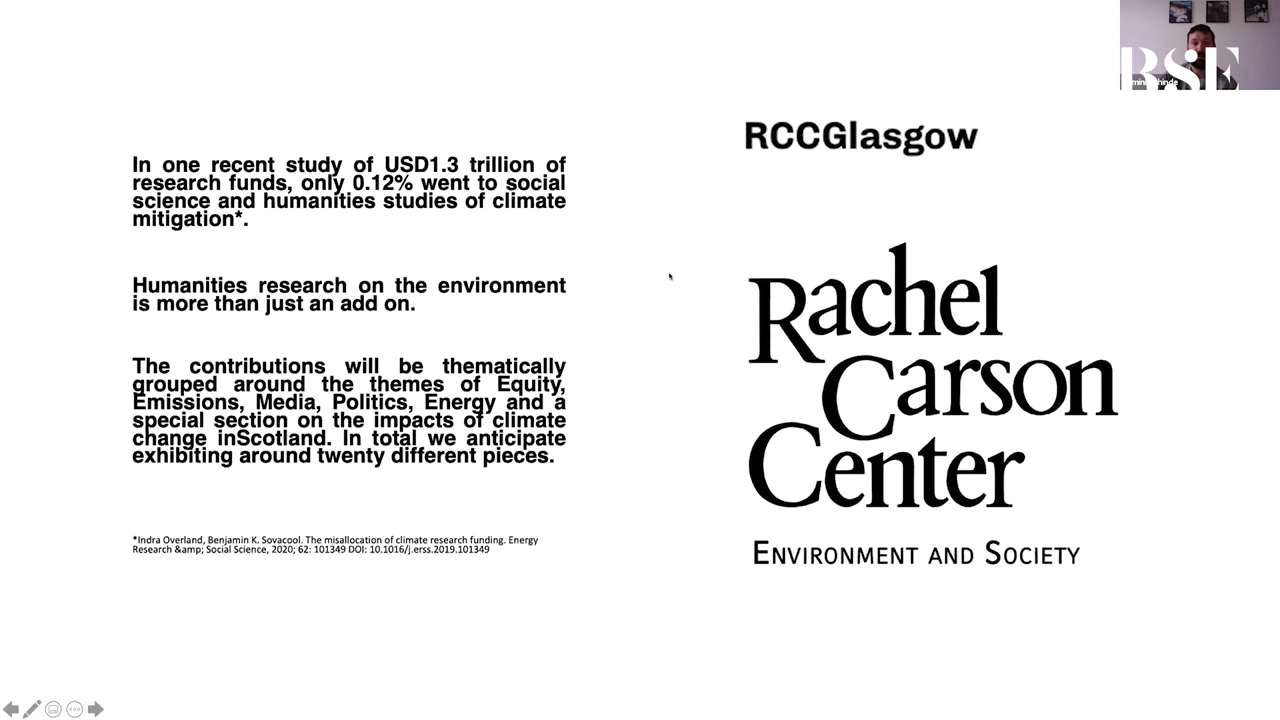 RSE
RCCGlasgow
In one recent study of USD1.3 trillion of
research funds, only 0.12% went to social
science and humanities studies of climate
mitigation*.
Humanities research on the environment
is more than just an add on.
The contributions will be thematically
grouped around the themes of Equity,
Emissions, Media, Politics, Energy and a
special section on the impacts of climate
change inScotland. In total we anticipate
exhibiting around twenty different pieces.
*Indra Overland, Benjamin K. Sovacool. The misallocation of climate research funding. Energy
Research &amp; Social Science, 2020; 62: 101349 DOI: 10.1016/j.erss.2019.101349
Rachel
Carson
Center
ENVIRONMENT AND SOCIETY